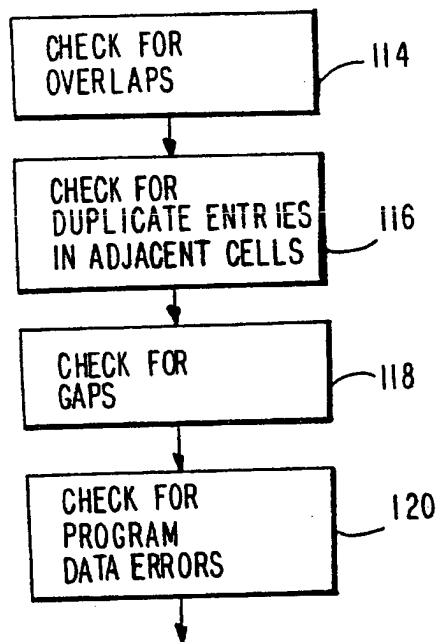 CHECK FOR
OVERLAPS
114
CHECK FOR
DUPLICATE ENTRIES
IN ADJACENT CELLS
116
CHECK FOR
GAPS
118
CHECK FOR
PROGRAM
DATA ERRORS
120